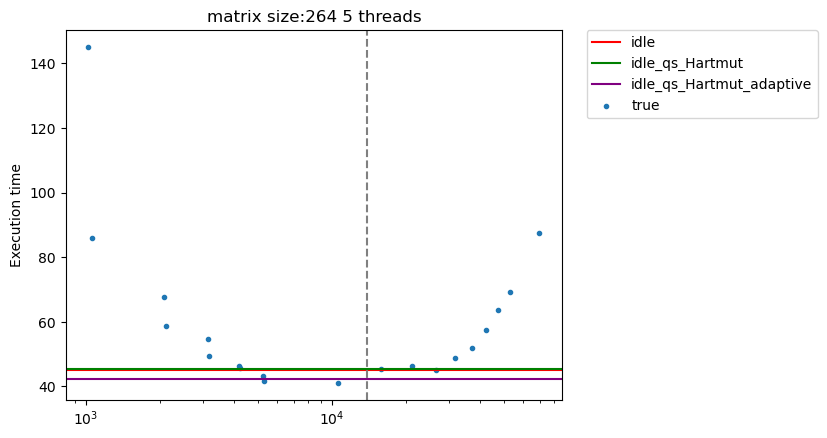 matrix size:264 5 threads
140
120
100
80
60
40
Execution time
10³
10⁴
idle
idle_qs_Hartmut
idle_qs_Hartmut_adaptive
true